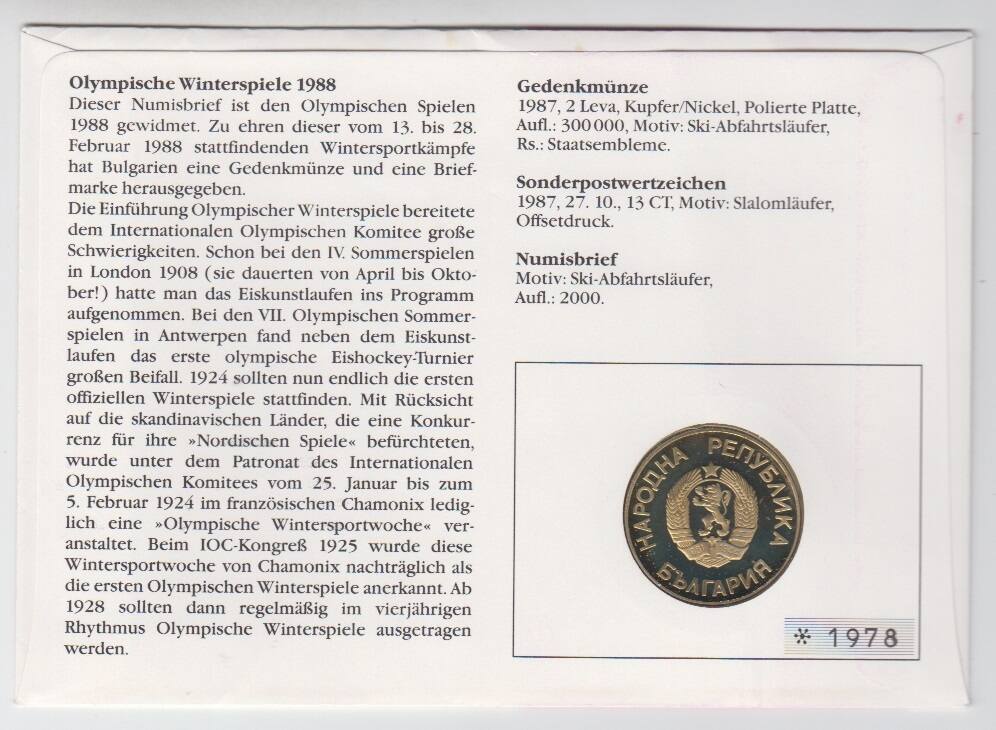 Olympische Winterspiele 1988
Dieser Numisbrief ist den Olympischen Spielen
1988 gewidmet. Zu ehren dieser vom 13. bis 28.
Februar 1988 stattfindenden Wintersportkämpfe
hat Bulgarien eine Gedenkmünze und eine Brief-
marke herausgegeben.
Die Einführung Olympischer Winterspiele bereitete
dem Internationalen Olympischen Komitee große
Schwierigkeiten. Schon bei den IV. Sommerspielen
in London 1908 (sie dauerten von April bis Okto-
ber!) hatte man das Eiskunstlaufen ins Programm
aufgenommen. Bei den VII. Olympischen Sommer-
spielen in Antwerpen fand neben dem Eiskunst-
laufen das erste olympische Eishockey-Turnier
großen Beifall. 1924 sollten nun endlich die ersten
offiziellen Winterspiele stattfinden. Mit Rücksicht
auf die skandinavischen Länder, die eine Konkur-
renz für ihre »Nordischen Spiele« befürchteten,
wurde unter dem Patronat des Internationalen
Olympischen Komitees vom 25. Januar bis zum
5. Februar 1924 im französischen Chamonix ledig-
lich eine »Olympische Wintersportwoche« ver-
anstaltet. Beim IOC-Kongreß 1925 wurde diese
Wintersportwoche von Chamonix nachträglich als
die ersten Olympischen Winterspiele anerkannt. Ab
1928 sollten dann regelmäßig im vierjährigen
Rhythmus Olympische Winterspiele ausgetragen
werden.
Gedenkmünze
1987, 2 Leva, Kupfer/Nickel, Polierte Platte,
Aufl.: 300 000, Motiv: Ski-Abfahrtsläufer,
Rs.: Staatsembleme.
Sonderpostwertzeichen
1987, 27. 10., 13 CT, Motiv: Slalomläufer,
Offsetdruck.
Numisbrief
Motiv: Ski-Abfahrtsläufer,
Aufl.: 2000.
НАРОДНА РЕПУБЛИКА
БЪЛГАРИЯ
* 1978